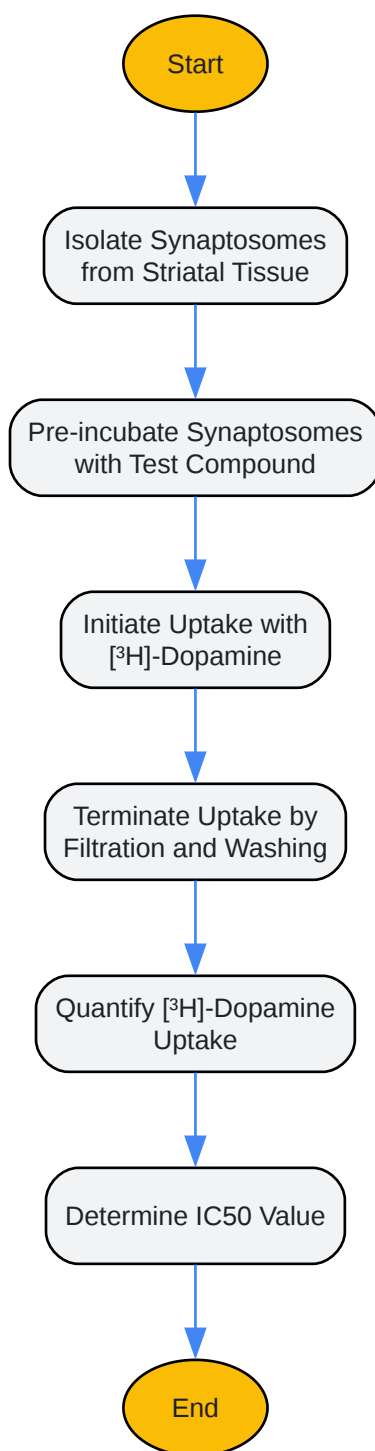 Start
Isolate Synaptosomes
from Striatal Tissue
Pre-incubate Synaptosomes
with Test Compound
Initiate Uptake with
[³H]-Dopamine
Terminate Uptake by
Filtration and Washing
Quantify [³H]-Dopamine
Uptake
Determine IC50 Value
End